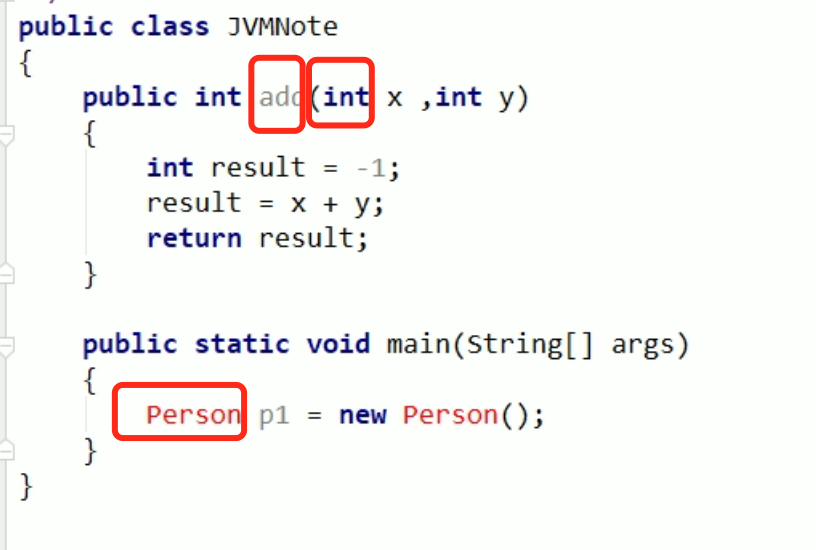 public class JVMNote
{
public int add(int x ,int y)
{
int result = -1;
result = x + y;
return result;
}
public static void main(String[] args)
{
Person p1 = new Person();
}
}